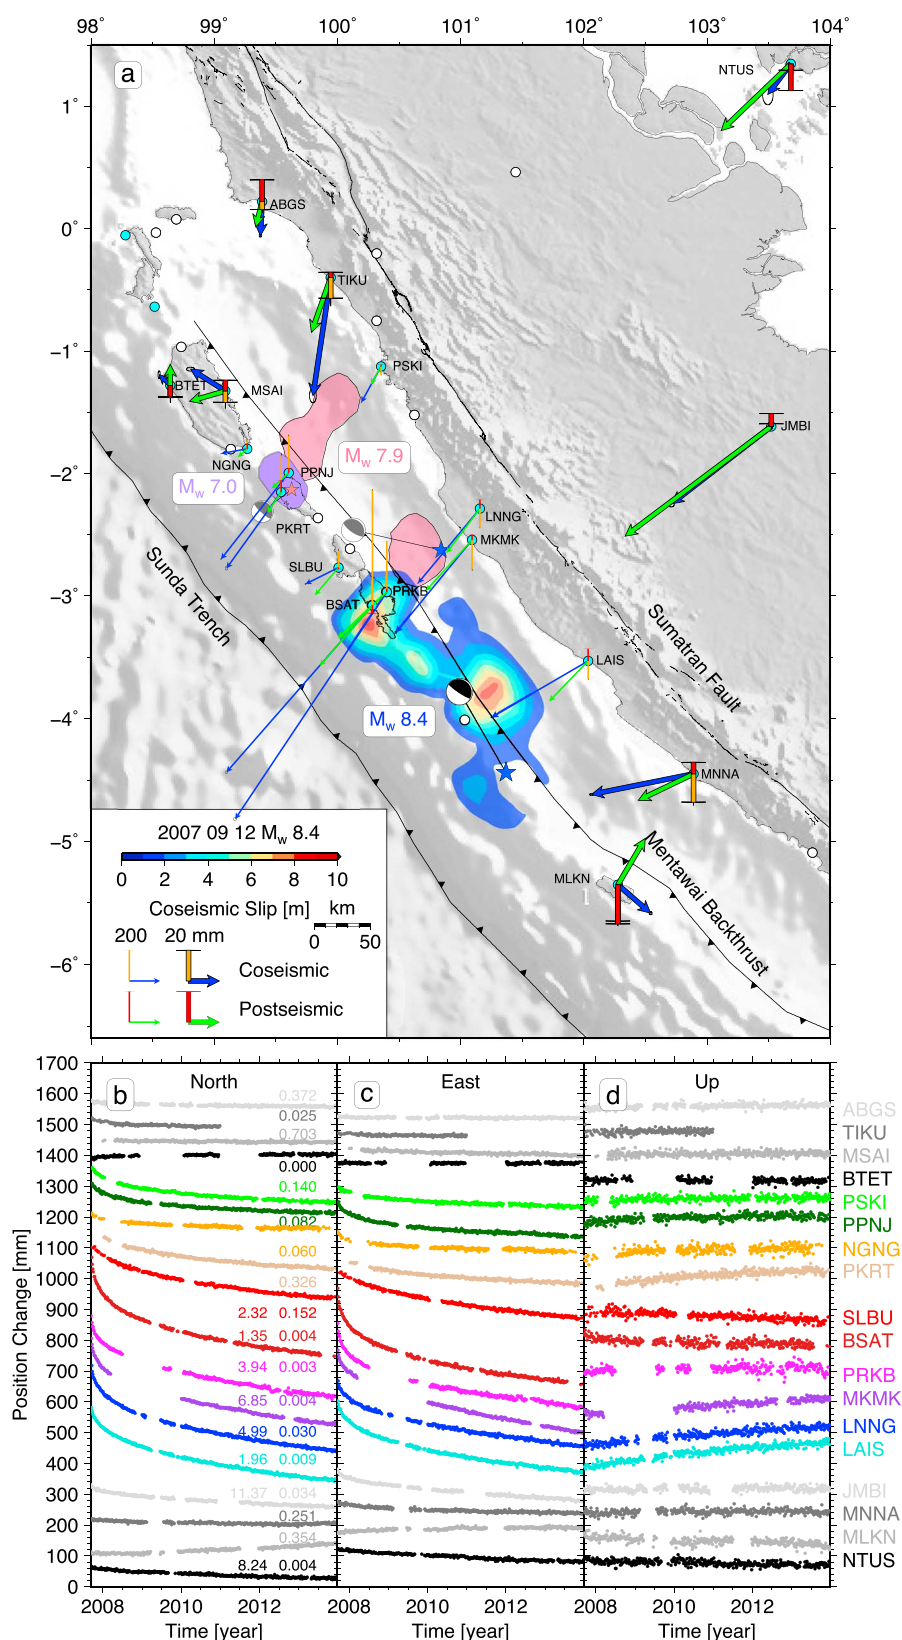 98° 99° 100° 101° 102° 103° 104°
a
NTUS
1°
ABGS
0°
TIKU
−1°
PSKI
BTET
MSAI
JMBI
Mw 7.9
NGNG
−2°
PPNJ
Mw 7.0
LNNG
PKRT
MKMK
SLBU
PRKB
−3°
BSAT
Sunda Trench
Sumatran Fault
LAIS
Mw 8.4
−4°
MNNA
−5°
MLKN
Mentawai Backthrust
−6°
2007 09 12 Mw 8.4
0 2 4 6 8 10
Coseismic Slip [m]
km
0 50
200 20 mm
Coseismic
Postseismic
Position Change [mm]
1700
1600
1500
1400
1300
1200
1100
1000
900
800
700
600
500
400
300
200
100
0
b North
0.372
0.025
0.703
0.000
0.140
0.082
0.060
0.326
2.32 0.152
1.35 0.004
3.94 0.003
6.85 0.004
4.99 0.030
1.96 0.009
11.37 0.034
0.251
0.354
8.24 0.004
c East
d Up
ABGS
TIKU
MSAI
BTET
PSKI
PPNJ
NGNG
PKRT
SLBU
BSAT
PRKB
MKMK
LNNG
LAIS
JMBI
MNNA
MLKN
NTUS
2008 2010 2012 2008 2010 2012 2008 2010 2012
Time [year] Time [year] Time [year]